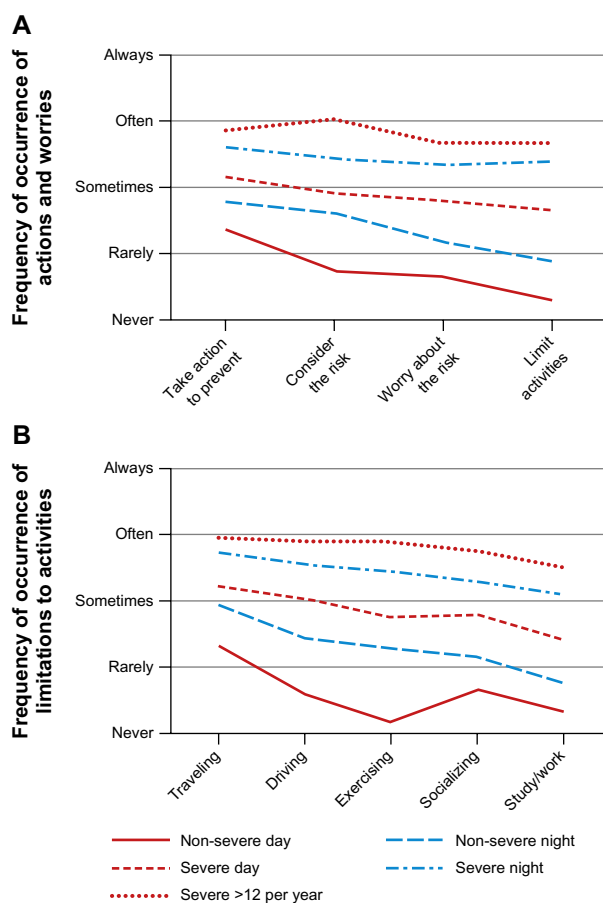 A
Frequency of occurrence of
actions and worries
Always
Often
Sometimes
Rarely
Never
Take action
to prevent
Consider
the risk
Worry about
the risk
Limit
activities
B
Frequency of occurrence of
limitations to activities
Always
Often
Sometimes
Rarely
Never
Traveling
Driving
Exercising
Socializing
Study/work
Non-severe day
Non-severe night
Severe day
Severe night
Severe >12 per year